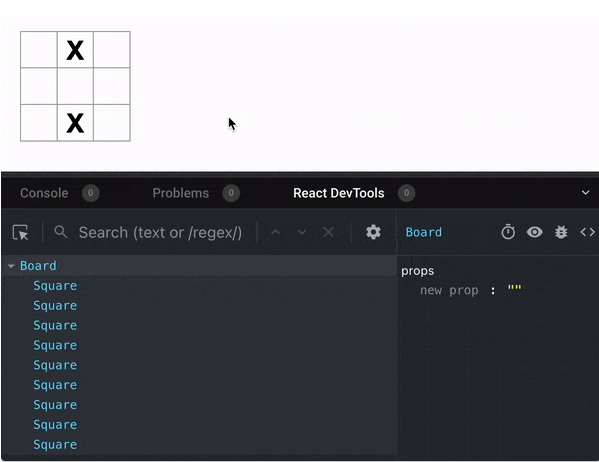 X
X
Console 0 Problems 0 React DevTools 0
Search (text or /regex/) Board <>
Board
props
Square
new prop : ""
Square
Square
Square
Square
Square
Square
Square
Square